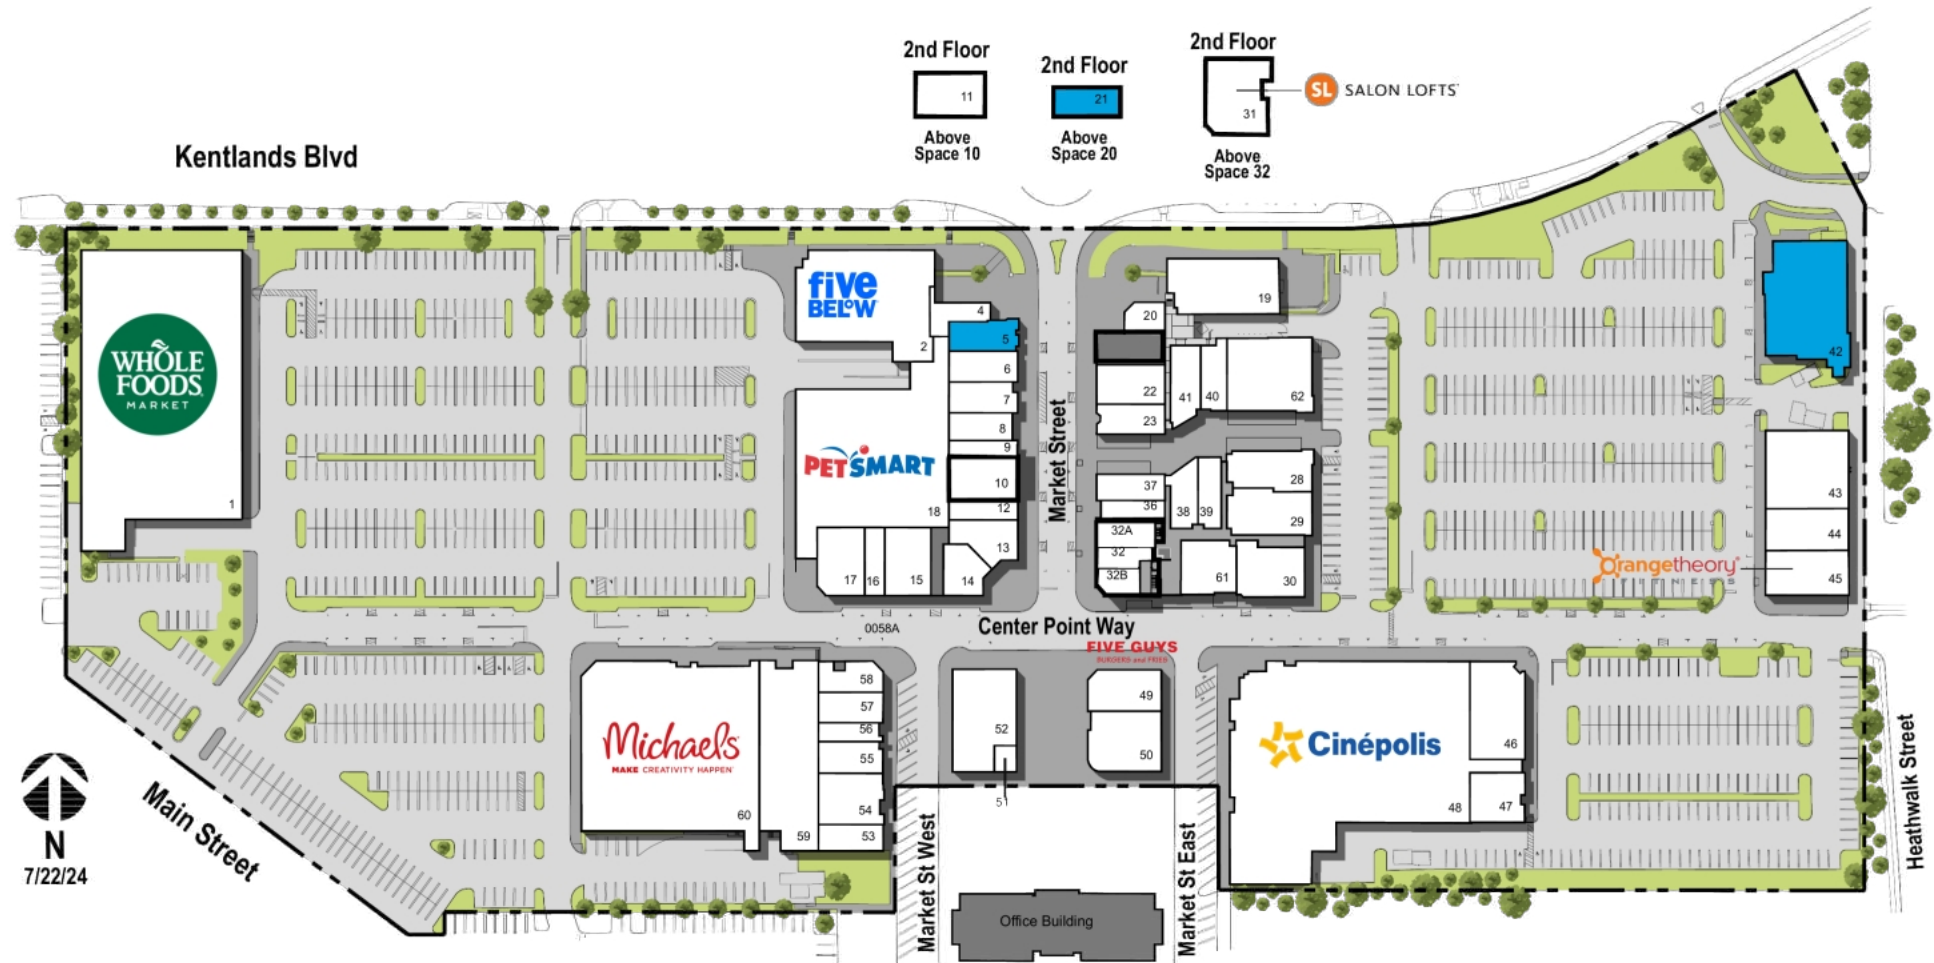 2nd Floor
11
Above
Space 10
2nd Floor
21
Above
Space 20
2nd Floor
31
Above
Space 32
SL SALON LOFTS
Kentlands Blvd
WHÔLE
FOODS
MARKET
1
five
BELOW
2
4
5
6
7
8
9
10
12
13
14
15
16
17
18
PETSMART
Market Street
19
20
22
23
41
40
62
37
36
38
39
28
29
32A
32
32B
61
30
42
43
44
45
Orangetheory
FITNESS
0058A
Center Point Way
FIVE GUYS
BURGERS and FRIES
Michaels
MAKE CREATIVITY HAPPEN
60
59
58
57
56
55
54
53
52
51
49
50
Cinépolis
46
47
48
Main Street
Market St West
Market St East
Heathwalk Street
Office Building
N
7/22/24